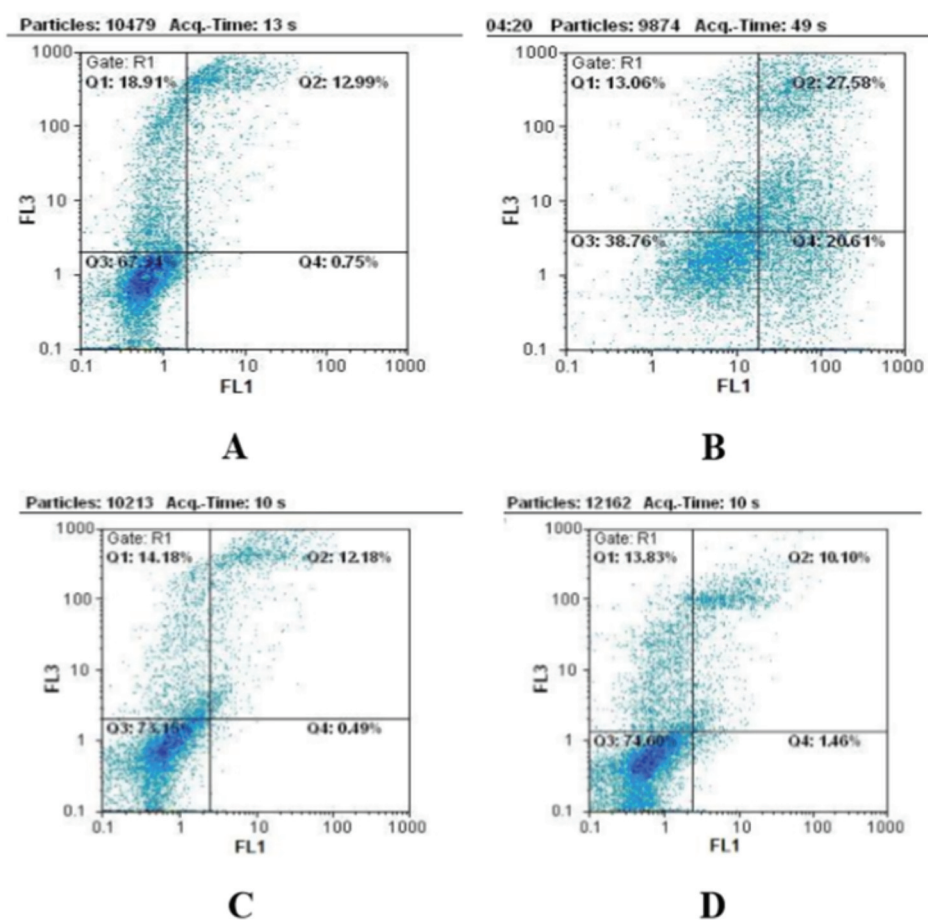 Particles: 10479 Acq.-Time: 13 s
1000
Gate: R1
Q1: 18.91% Q2: 12.99%
100
10
FL3
Q3: Q4: 0.75%
1
0.1
0.1 1 10 100 1000
FL1
A
04:20 Particles: 9874 Acq.-Time: 49 s
1000
Gate: R1
Q1: 13.06% Q2: 27.58%
100
10
FL3
Q3: 38.76% Q4: 20.61%
1
0.1
0.1 1 10 100 1000
FL1
B
Particles: 10213 Acq.-Time: 10 s
1000
Gate: R1
Q1: 14.18% Q2: 12.18%
100
10
FL3
Q3: Q4: 0.49%
1
0.1
0.1 1 10 100 1000
FL1
C
Particles: 12162 Acq.-Time: 10 s
1000
Gate: R1
Q1: 13.83% Q2: 10.10%
100
10
FL3
Q3: 74.60% Q4: 1.46%
1
0.1
0.1 1 10 100 1000
FL1
D